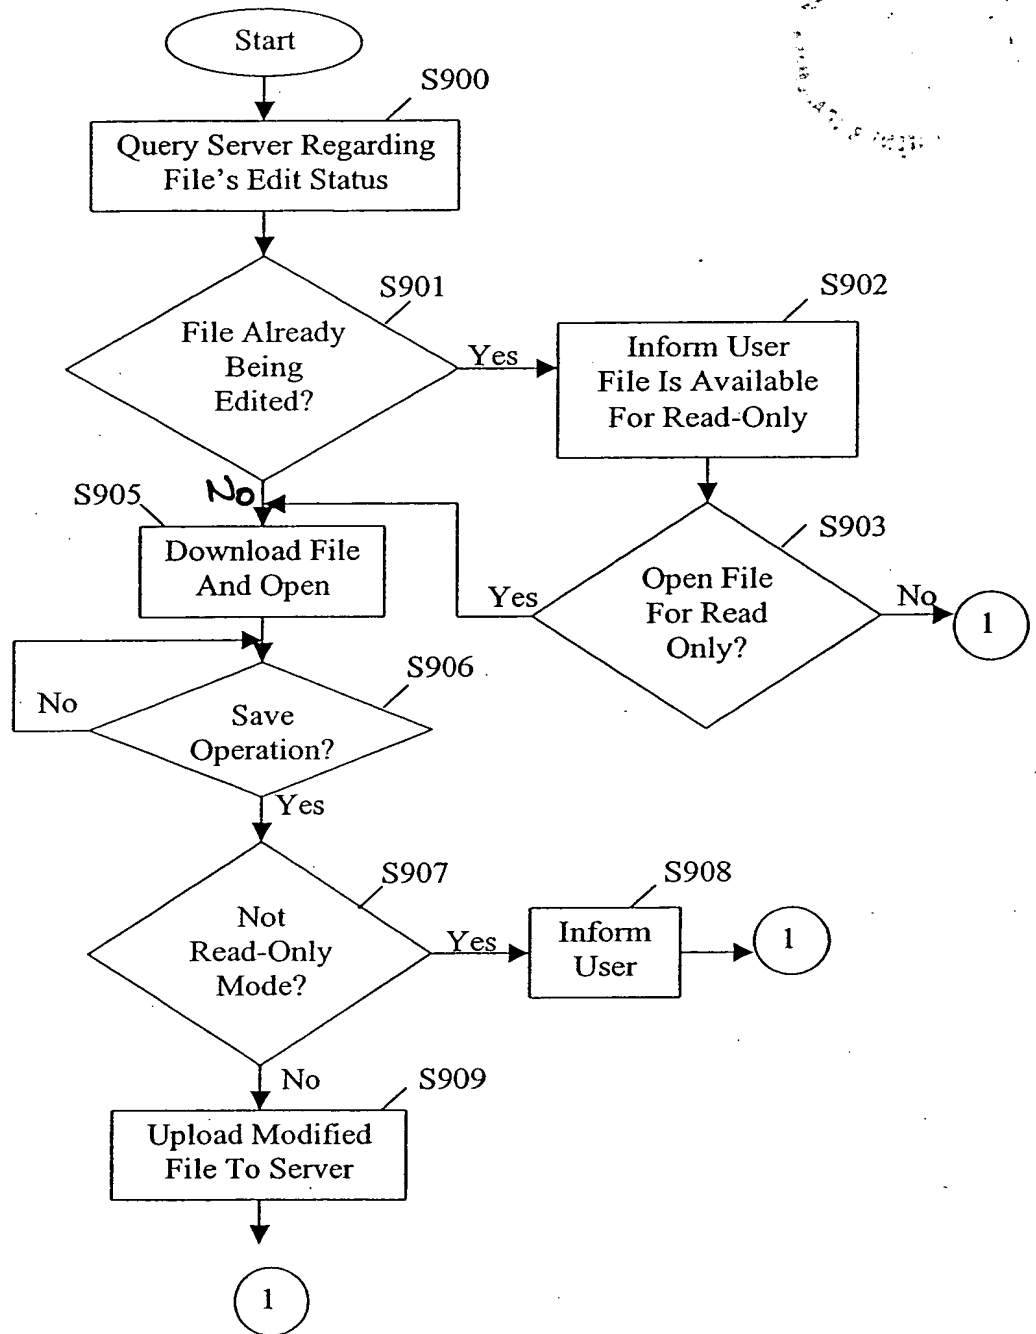 Start
S900
Query Server Regarding
File's Edit Status
S901
File Already
Being
Edited?
Yes
S902
Inform User
File Is Available
For Read-Only
No
S905
Download File
And Open
S903
Open File
For Read
Only?
Yes
No
1
S906
Save
Operation?
No
Yes
S907
Not
Read-Only
Mode?
Yes
S908
Inform
User
1
No
S909
Upload Modified
File To Server
1